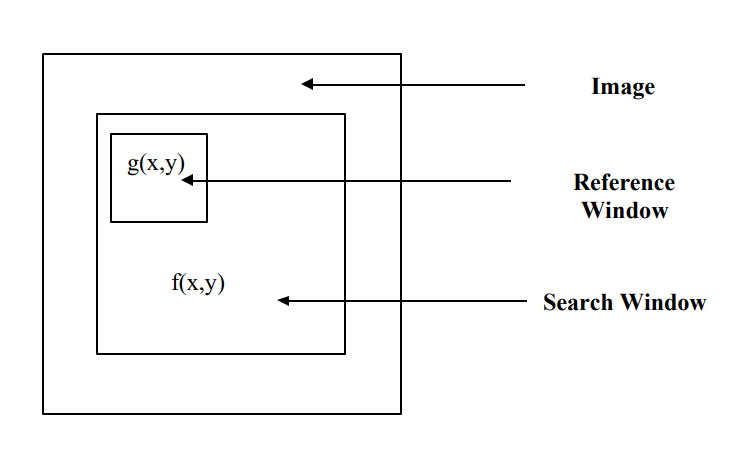 Image
g(x,y)
Reference
Window
f(x,y)
Search Window